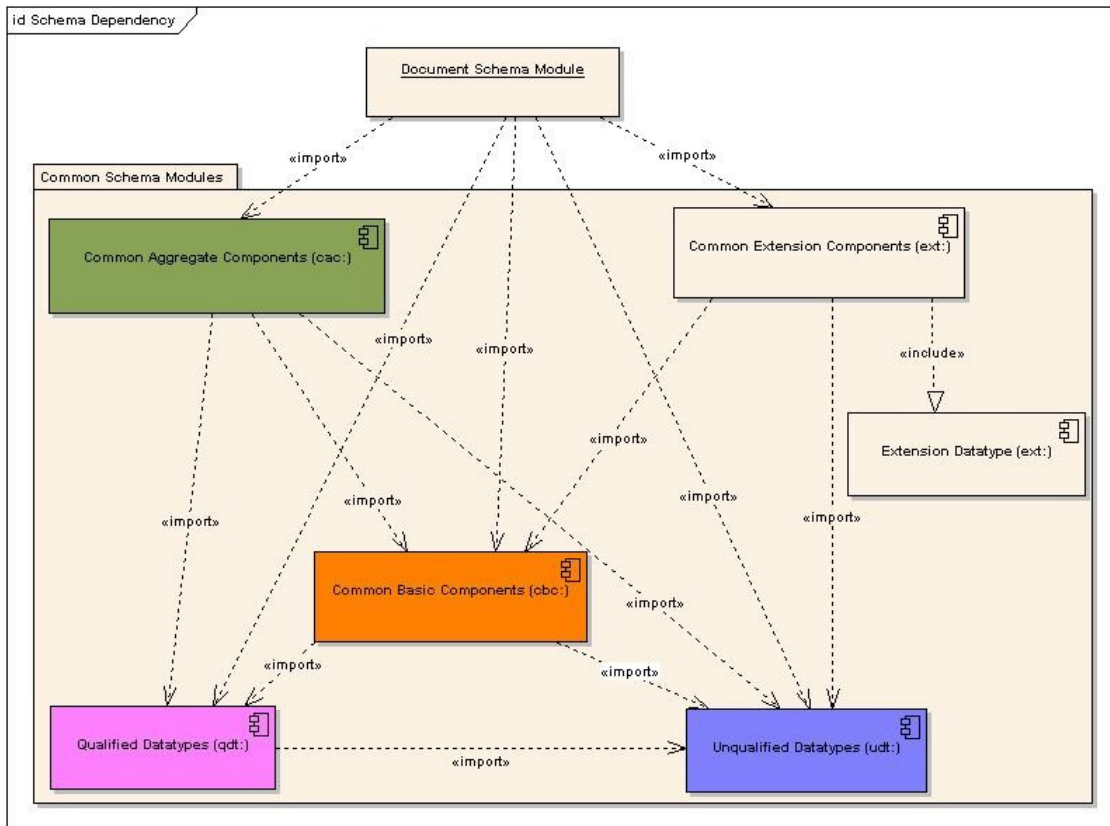 id Schema Dependency
Document Schema Module
«import»
«import»
Common Schema Modules
Common Aggregate Components (cac:)
Common Extension Components (ext:)
«import»
«import»
«include»
«import»
Extension Datatype (ext:)
«import»
«import»
«import»
«import»
Common Basic Components (cbc:)
«import»
«import»
«import»
«import»
Qualified Datatypes (qdt:)
Unqualified Datatypes (udt:)
«import»